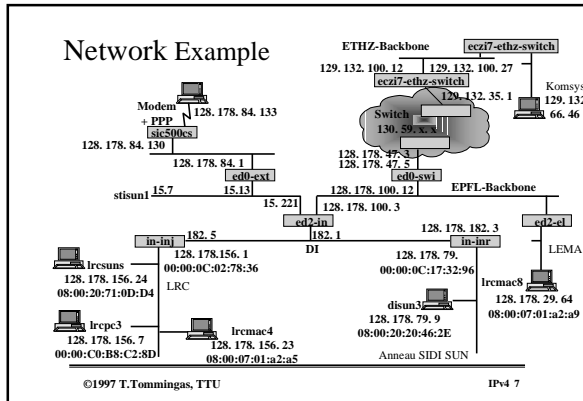 Network Example
ETHZ-Backbone
eczi7-ethz-switch
129. 132. 100. 12
129. 132. 100. 27
eczi7-ethz-switch
Komsys
129. 132
66. 46
129. 132. 35. 1
Modem
+ PPP
128. 178. 84. 133
sic500cs
128. 178. 84. 130
Switch
130. 59. x. x
128. 178. 84. 1
128. 178. 47. 3
128. 178. 47. 5
ed0-ext
ed0-swi
stisun1
15.7
15.13
15. 221
128. 178. 100. 12
EPFL-Backbone
128. 178. 100. 3
ed2-in
ed2-el
182. 5
182. 1
128. 178. 182. 3
in-inj
DI
in-inr
LEMA
128. 178.156. 1
00:00:0C:02:78:36
128. 178. 79.
00:00:0C:17:32:96
lrcsuns
128. 178. 156. 24
08:00:20:71:0D:D4
LRC
lrcmac8
128. 178. 29. 64
08:00:07:01:a2:a9
disun3
128. 178. 79. 9
08:00:20:20:46:2E
lrcpc3
128. 178. 156. 7
00:00:C0:B8:C2:8D
lrcmac4
128. 178. 156. 23
08:00:07:01:a2:a5
Anneau SIDI SUN
©1997 T.Tommingas, TTU
IPv4 7